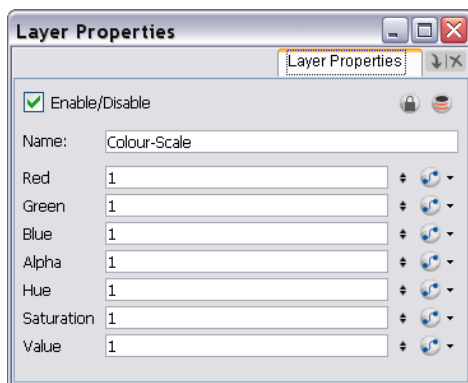 Layer Properties
Layer Properties
Enable/Disable
Name: Colour-Scale
Red 1
Green 1
Blue 1
Alpha 1
Hue 1
Saturation 1
Value 1